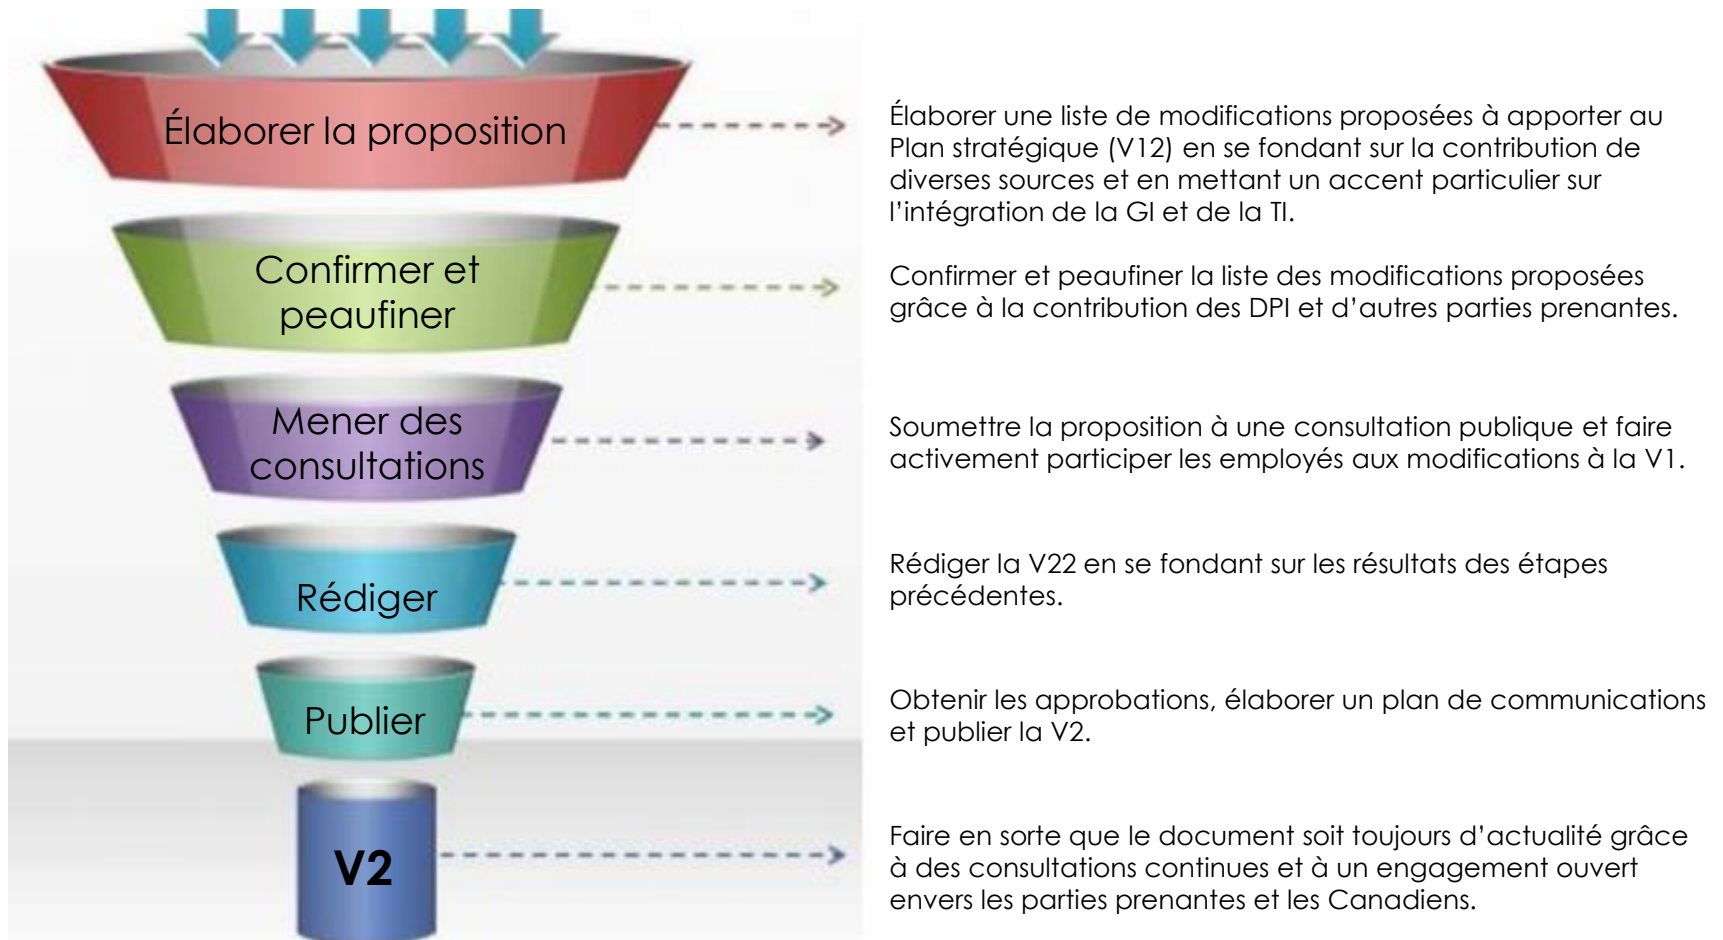 Élaborer la proposition
Élaborer une liste de modifications proposées à apporter au
Plan stratégique (V12) en se fondant sur la contribution de
diverses sources et en mettant un accent particulier sur
l’intégration de la GI et de la TI.
Confirmer et
peaufiner
Confirmer et peaufiner la liste des modifications proposées
grâce à la contribution des DPI et d’autres parties prenantes.
Mener des
consultations
Soumettre la proposition à une consultation publique et faire
activement participer les employés aux modifications à la V1.
Rédiger
Rédiger la V22 en se fondant sur les résultats des étapes
précédentes.
Publier
Obtenir les approbations, élaborer un plan de communications
et publier la V2.
V2
Faire en sorte que le document soit toujours d’actualité grâce
à des consultations continues et à un engagement ouvert
envers les parties prenantes et les Canadiens.